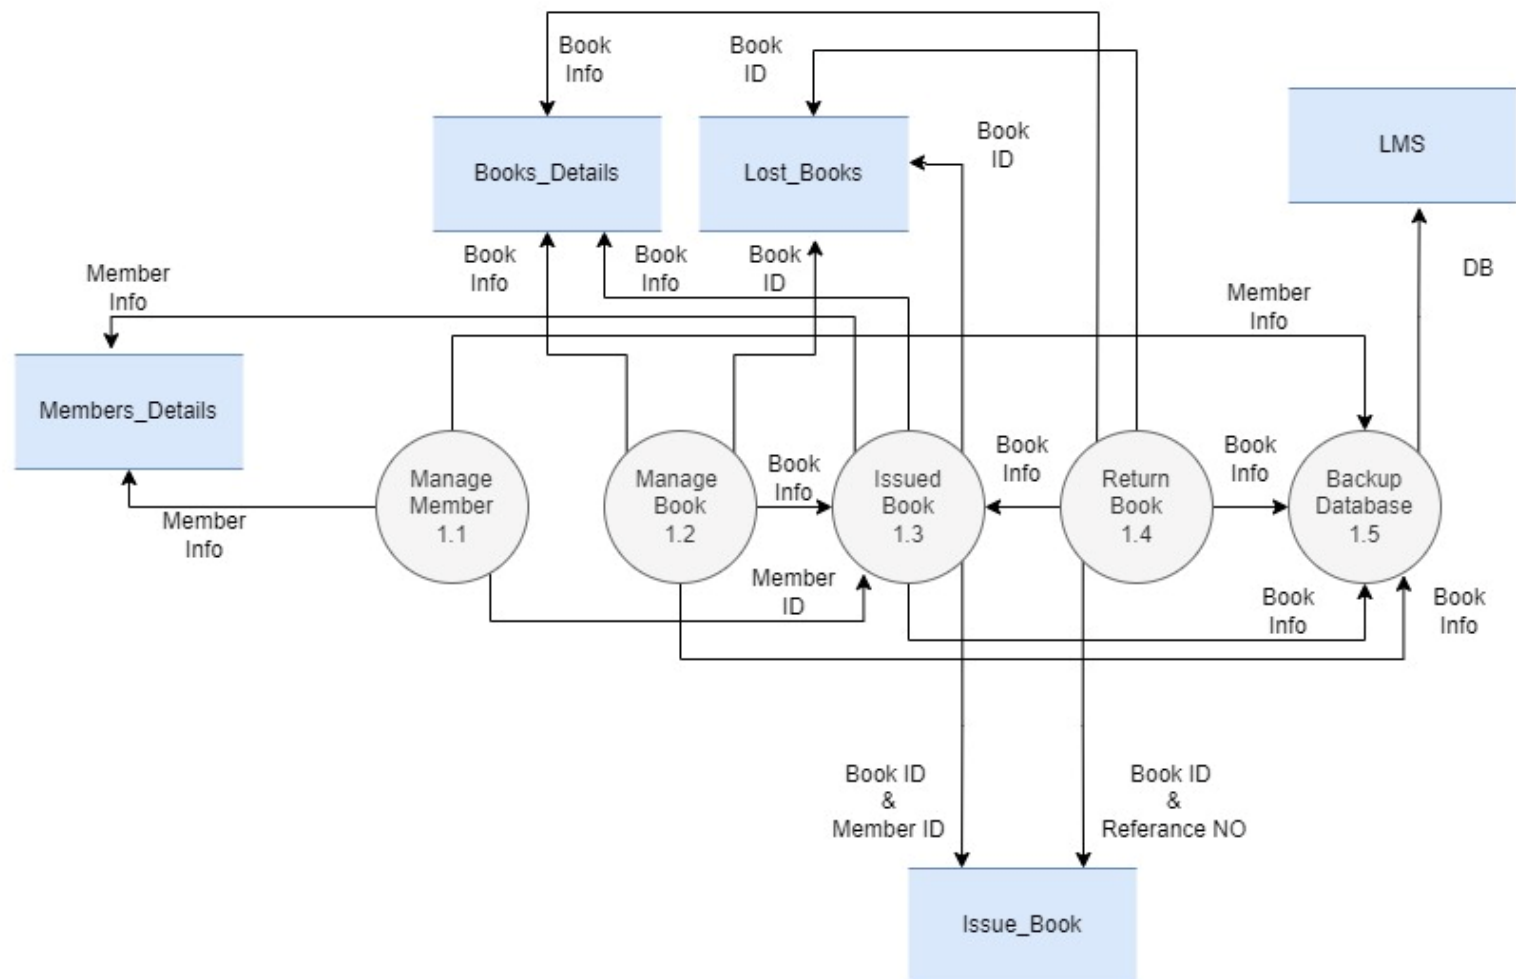 Book
Info
Book
ID
Book
ID
LMS
Books_Details
Lost_Books
Book
Info
Book
Info
Book
ID
DB
Member
Info
Member
Info
Members_Details
Member
Info
Manage
Member
1.1
Manage
Book
1.2
Book
Info
Issued
Book
1.3
Book
Info
Return
Book
1.4
Book
Info
Backup
Database
1.5
Member
ID
Book
Info
Book
Info
Book ID
&
Member ID
Book ID
&
Referance NO
Issue_Book